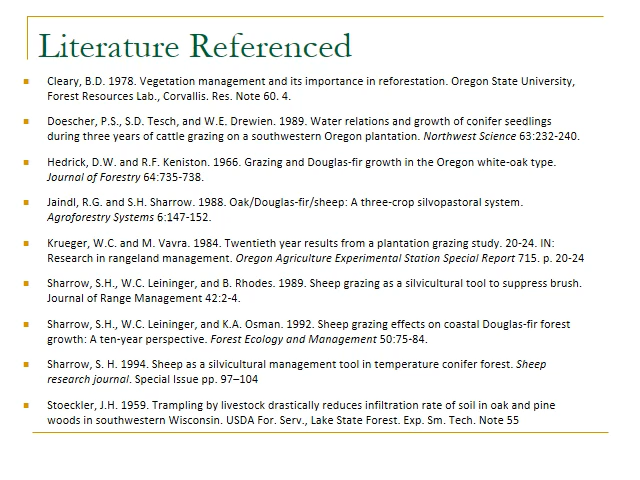 Literature Referenced
Cleary, B.D. 1978. Vegetation management and its importance in reforestation. Oregon State University,
Forest Resources Lab., Corvallis. Res. Note 60. 4.
Doescher, P.S., S.D. Tesch, and W.E. Drewien. 1989. Water relations and growth of conifer seedlings
during three years of cattle grazing on a southwestern Oregon plantation. Northwest Science 63:232-240.
Hedrick, D.W. and R.F. Keniston. 1966. Grazing and Douglas-fir growth in the Oregon white-oak type.
Journal of Forestry 64:735-738.
Jaindl, R.G. and S.H. Sharrow. 1988. Oak/Douglas-fir/sheep: A three-crop silvopastoral system.
Agroforestry Systems 6:147-152.
Krueger, W.C. and M. Vavra. 1984. Twentieth year results from a plantation grazing study. 20-24. IN:
Research in rangeland management. Oregon Agriculture Experimental Station Special Report 715. p. 20-24
Sharrow, S.H., W.C. Leininger, and B. Rhodes. 1989. Sheep grazing as a silvicultural tool to suppress brush.
Journal of Range Management 42:2-4.
Sharrow, S.H., W.C. Leininger, and K.A. Osman. 1992. Sheep grazing effects on coastal Douglas-fir forest
growth: A ten-year perspective. Forest Ecology and Management 50:75-84.
Sharrow, S. H. 1994. Sheep as a silvicultural management tool in temperature conifer forest. Sheep
research journal. Special Issue pp. 97–104
Stoeckler, J.H. 1959. Trampling by livestock drastically reduces infiltration rate of soil in oak and pine
woods in southwestern Wisconsin. USDA For. Serv., Lake State Forest. Exp. Sm. Tech. Note 55